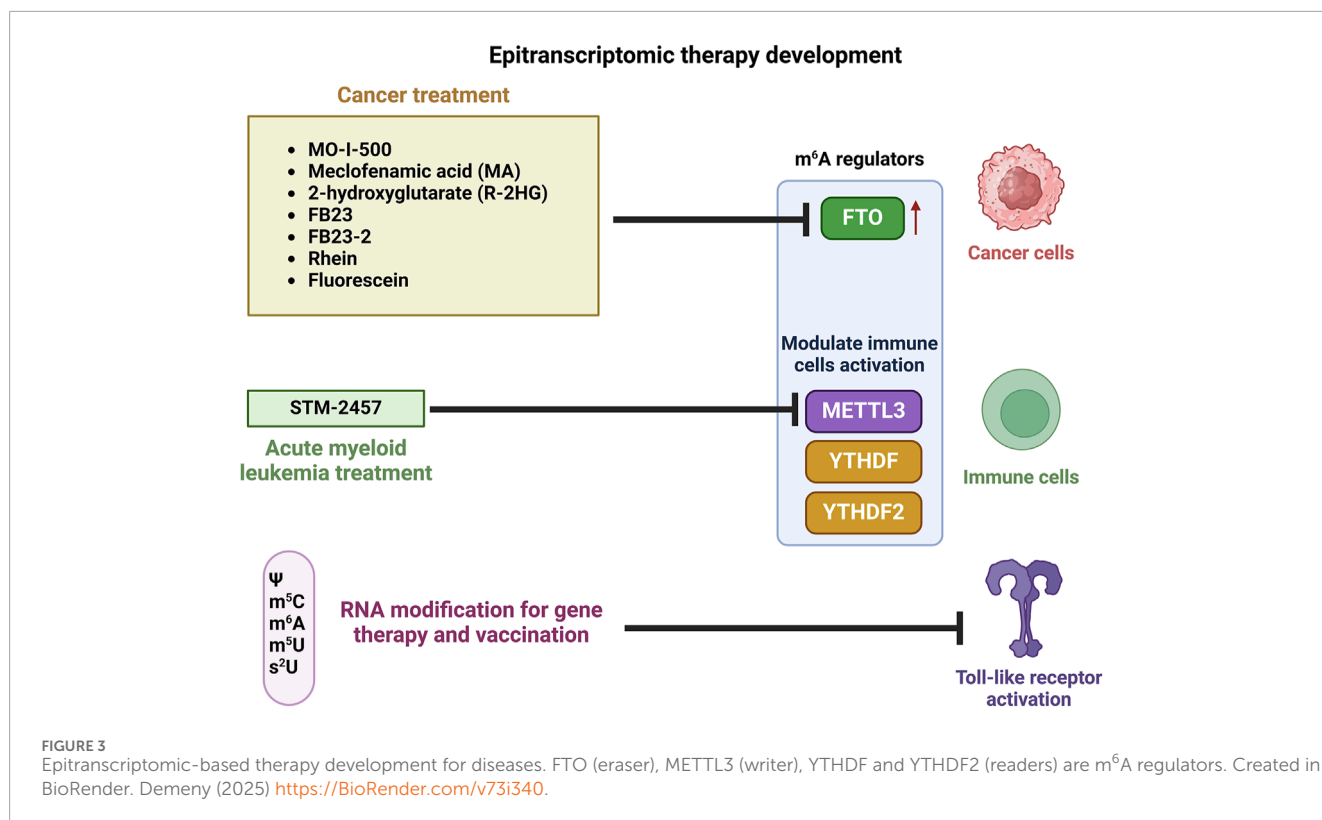 Epitranscriptomic therapy development
Cancer treatment
• MO-I-500
• Meclofenamic acid (MA)
• 2-hydroxyglutarate (R-2HG)
• FB23
• FB23-2
• Rhein
• Fluorescein
m⁶A regulators
FTO
Cancer cells
Modulate immune
cells activation
STM-2457
METTL3
Acute myeloid
leukemia treatment
YTHDF
Immune cells
YTHDF2
Ψ
m⁵C
m⁶A
m⁵U
s²U
RNA modification for gene
therapy and vaccination
Toll-like receptor
activation
FIGURE 3
Epitranscriptomic-based therapy development for diseases. FTO (eraser), METTL3 (writer), YTHDF and YTHDF2 (readers) are m⁶A regulators. Created in
BioRender. Demeny (2025) https://BioRender.com/v73i340.